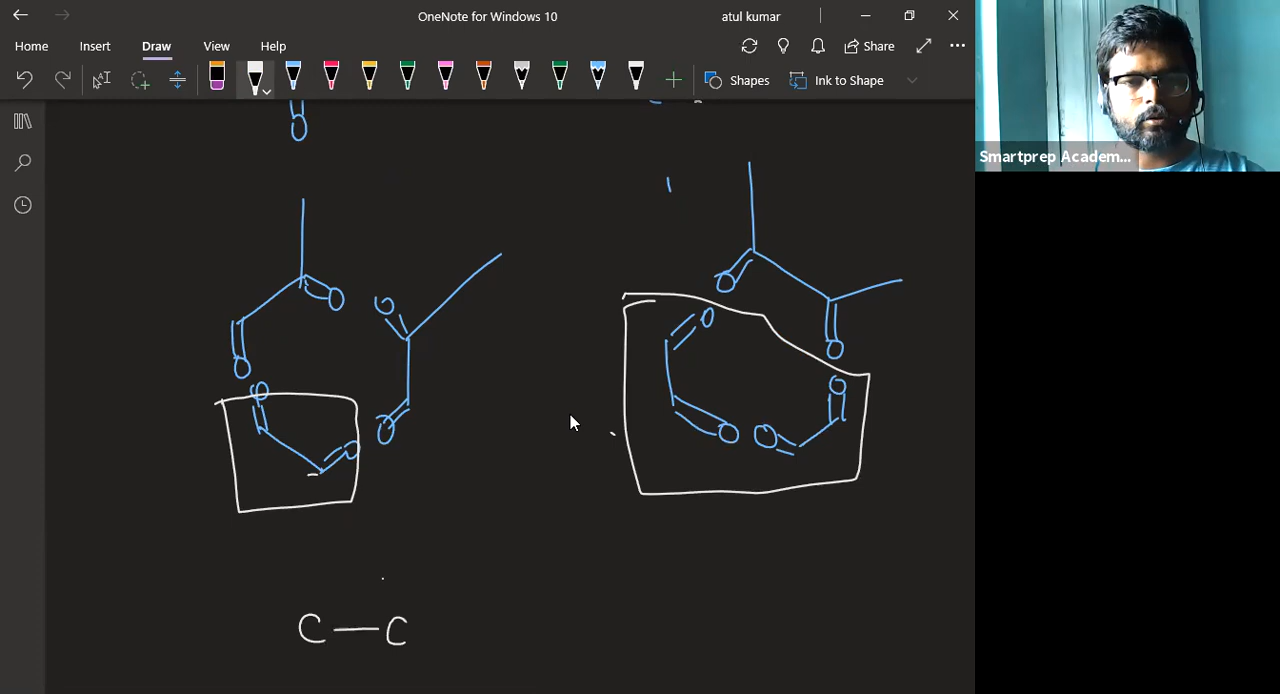 OneNote for Windows 10
atul kumar
Home Insert Draw View Help
Share
Shapes Ink to Shape
Smartprep Academ...
O
O
O O
O O
O
O O
O
O
O O O
C — C